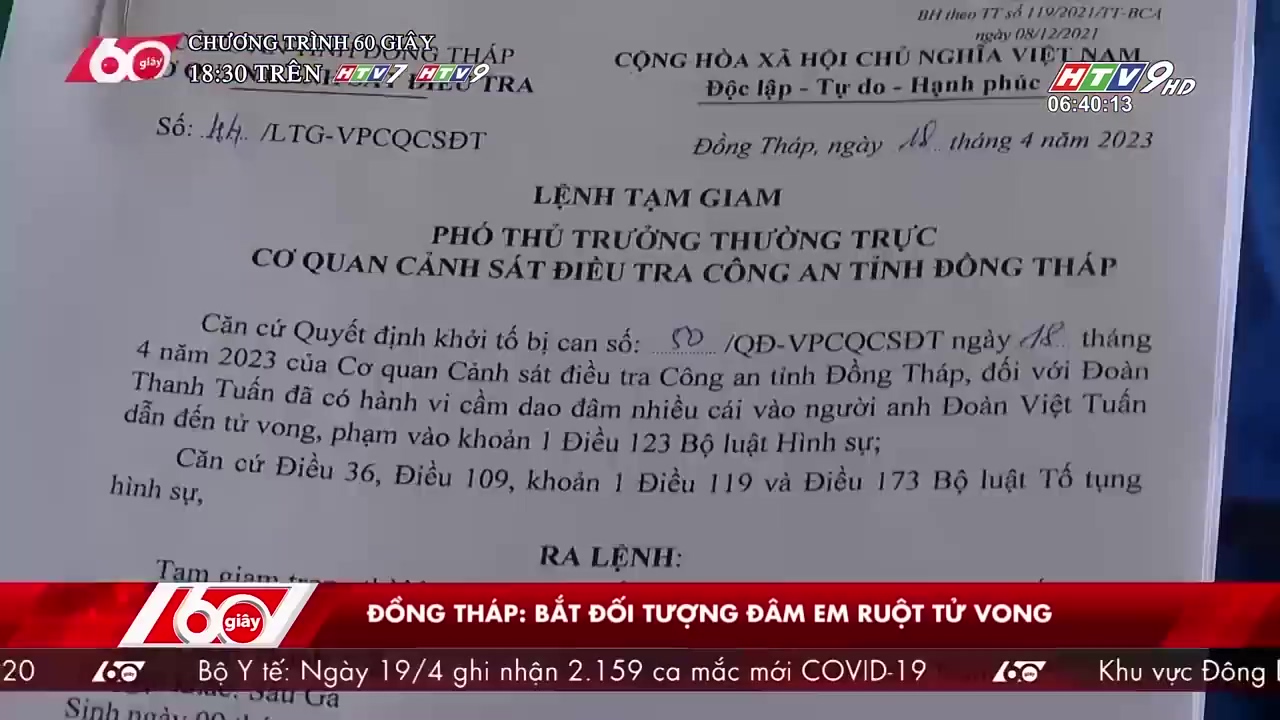 BH theo TT số 119/2021/TT-BCA
ngày 08/12/2021
60 giây
CHƯƠNG TRÌNH 60 GIÂY
18:30 TRÊN HTV7 HTV9
ĐỒNG THÁP
SÁT ĐIỀU TRA
CỘNG HÒA XÃ HỘI CHỦ NGHĨA VIỆT NAM
Độc lập - Tự do - Hạnh phúc
HTV9 HD
06:40:13
Số: 44 /LTG-VPCQCSĐT
Đồng Tháp, ngày 18 tháng 4 năm 2023
LỆNH TẠM GIAM
PHÓ THỦ TRƯỞNG THƯỜNG TRỰC
CƠ QUAN CẢNH SÁT ĐIỀU TRA CÔNG AN TỈNH ĐỒNG THÁP
Căn cứ Quyết định khởi tố bị can số: 50 /QĐ-VPCQCSĐT ngày 18 tháng
4 năm 2023 của Cơ quan Cảnh sát điều tra Công an tỉnh Đồng Tháp, đối với Đoàn
Thanh Tuấn đã có hành vi cầm dao đâm nhiều cái vào người anh Đoàn Việt Tuấn
dẫn đến tử vong, phạm vào khoản 1 Điều 123 Bộ luật Hình sự;
Căn cứ Điều 36, Điều 109, khoản 1 Điều 119 và Điều 173 Bộ luật Tố tụng
hình sự,
RA LỆNH:
Tạm giam
60 giây
ĐỒNG THÁP: BẮT ĐỐI TƯỢNG ĐÂM EM RUỘT TỬ VONG
20 60 giây Bộ Y tế: Ngày 19/4 ghi nhận 2.159 ca mắc mới COVID-19 60 giây Khu vực Đông
Sinh ngày